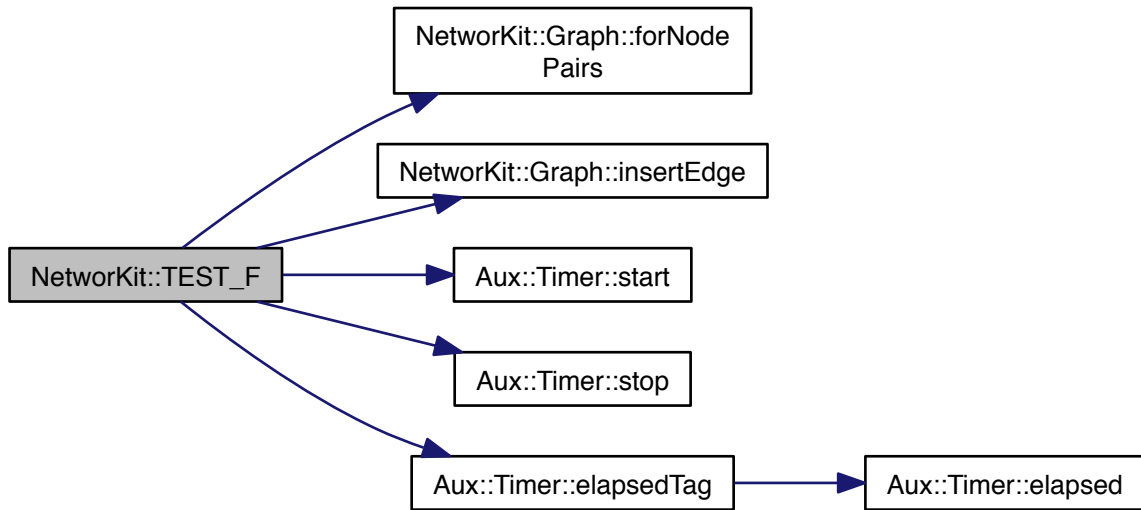 NetworKit::Graph::forNode
Pairs
NetworKit::Graph::insertEdge
NetworKit::TEST_F
Aux::Timer::start
Aux::Timer::stop
Aux::Timer::elapsedTag
Aux::Timer::elapsed